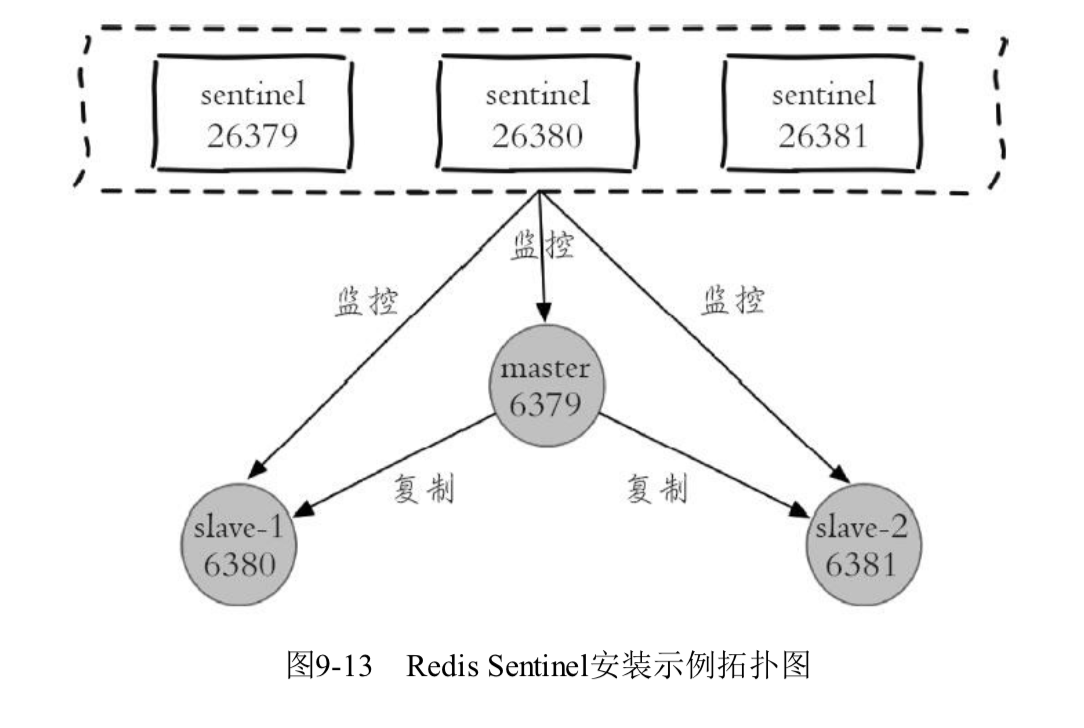 sentinel
26379
sentinel
26380
sentinel
26381
监控
监控
监控
master
6379
复制
复制
slave-1
6380
slave-2
6381
图9-13 Redis Sentinel安装示例拓扑图